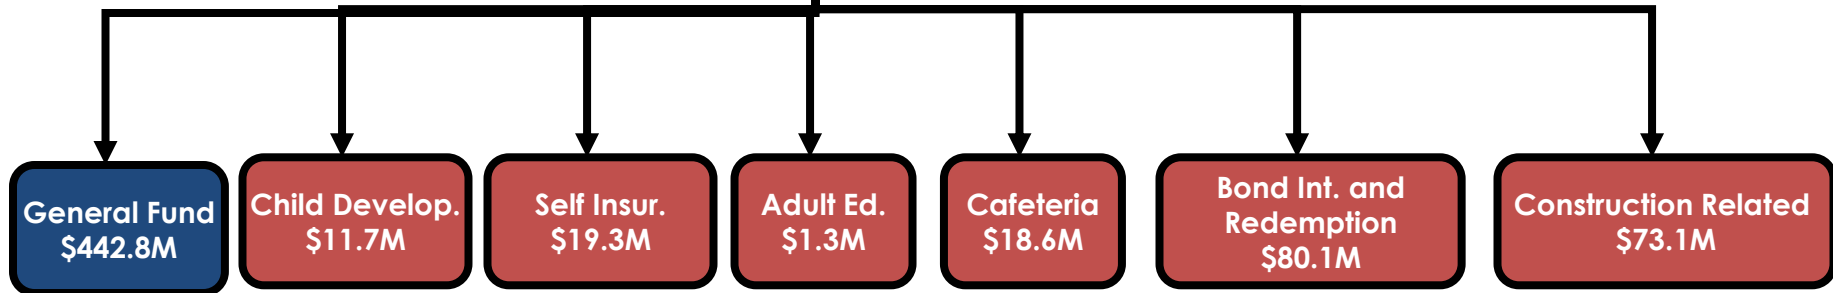 General Fund
$442.8M
Child Develop.
$11.7M
Self Insur.
$19.3M
Adult Ed.
$1.3M
Cafeteria
$18.6M
Bond Int. and
Redemption
$80.1M
Construction Related
$73.1M